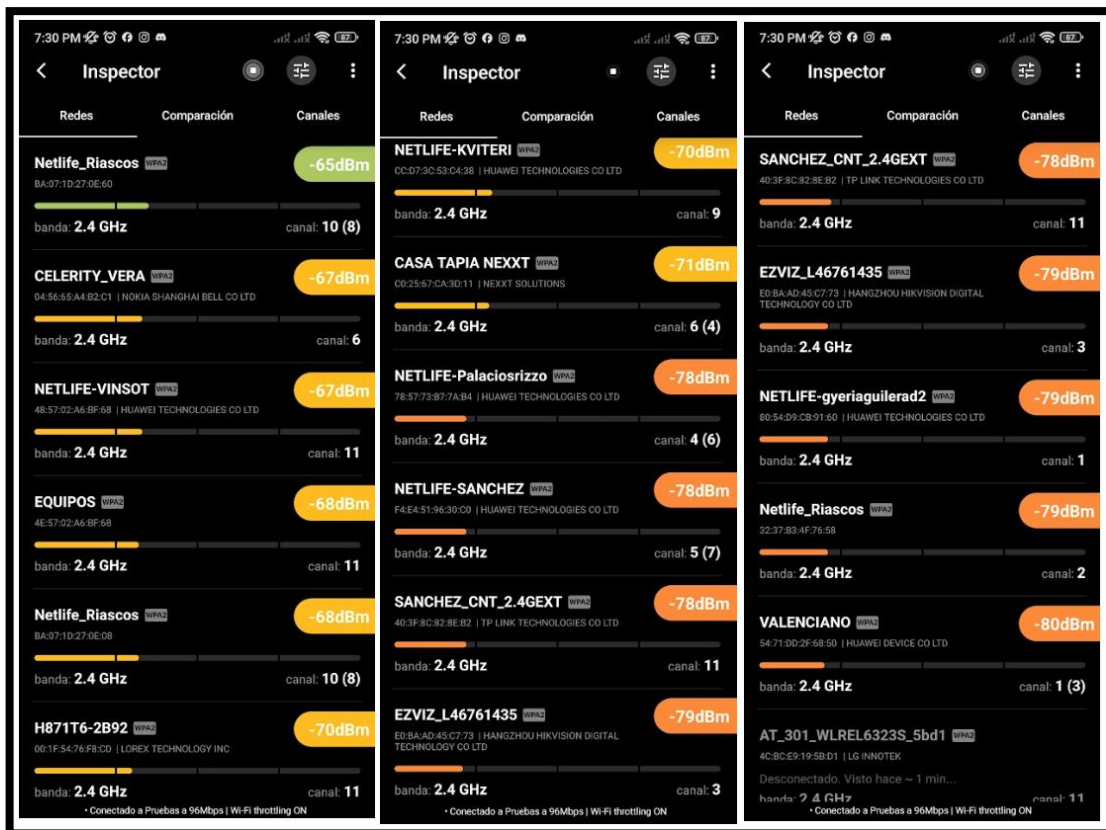 7:30 PM
87
Inspector
Redes Comparación Canales
Netlife_Riascos WPA2 -65dBm
BA:07:1D:27:0E:60
banda: 2.4 GHz canal: 10 (8)
CELERITY_VERA WPA2 -67dBm
04:56:65:A4:B2:C1 | NOKIA SHANGHAI BELL CO LTD
banda: 2.4 GHz canal: 6
NETLIFE-VINSOT WPA2 -67dBm
48:57:02:A6:BF:68 | HUAWEI TECHNOLOGIES CO LTD
banda: 2.4 GHz canal: 11
EQUIPOS WPA2 -68dBm
4E:57:02:A6:BF:68
banda: 2.4 GHz canal: 11
Netlife_Riascos WPA2 -68dBm
BA:07:1D:27:0E:08
banda: 2.4 GHz canal: 10 (8)
H871T6-2B92 WPA2 -70dBm
00:1F:54:76:F8:CD | LOREX TECHNOLOGY INC
banda: 2.4 GHz canal: 11
• Conectado a Pruebas a 96Mbps | Wi-Fi throttling ON
7:30 PM
87
Inspector
Redes Comparación Canales
NETLIFE-KVITERI WPA2 -70dBm
CC:D7:3C:53:C4:38 | HUAWEI TECHNOLOGIES CO LTD
banda: 2.4 GHz canal: 9
CASA TAPIA NEXXT WPA2 -71dBm
C0:25:67:CA:3D:11 | NEXXT SOLUTIONS
banda: 2.4 GHz canal: 6 (4)
NETLIFE-Palaciosrizzo WPA2 -78dBm
78:57:73:B7:7A:B4 | HUAWEI TECHNOLOGIES CO LTD
banda: 2.4 GHz canal: 4 (6)
NETLIFE-SANCHEZ WPA2 -78dBm
F4:E4:51:96:30:C0 | HUAWEI TECHNOLOGIES CO LTD
banda: 2.4 GHz canal: 5 (7)
SANCHEZ_CNT_2.4GEXT WPA2 -78dBm
40:3F:8C:82:8E:B2 | TP LINK TECHNOLOGIES CO LTD
banda: 2.4 GHz canal: 11
EZVIZ_L46761435 WPA2 -79dBm
E0:BA:AD:45:C7:73 | HANGZHOU HIKVISION DIGITAL
TECHNOLOGY CO LTD
banda: 2.4 GHz canal: 3
• Conectado a Pruebas a 96Mbps | Wi-Fi throttling ON
7:30 PM
87
Inspector
Redes Comparación Canales
SANCHEZ_CNT_2.4GEXT WPA2 -78dBm
40:3F:8C:82:8E:B2 | TP LINK TECHNOLOGIES CO LTD
banda: 2.4 GHz canal: 11
EZVIZ_L46761435 WPA2 -79dBm
E0:BA:AD:45:C7:73 | HANGZHOU HIKVISION DIGITAL
TECHNOLOGY CO LTD
banda: 2.4 GHz canal: 3
NETLIFE-gyeriaguilerad2 WPA2 -79dBm
80:54:D9:CB:91:60 | HUAWEI TECHNOLOGIES CO LTD
banda: 2.4 GHz canal: 1
Netlife_Riascos WPA2 -79dBm
32:37:B3:4F:76:58
banda: 2.4 GHz canal: 2
VALENCIANO WPA2 -80dBm
54:71:DD:2F:68:50 | HUAWEI DEVICE CO LTD
banda: 2.4 GHz canal: 1 (3)
AT_301_WLREL6323S_5bd1 WPA2
4C:BC:E9:19:5B:D1 | LG INNOTEK
Desconectado. Visto hace ~ 1 min...
banda: 2.4 GHz canal: 11
• Conectado a Pruebas a 96Mbps | Wi-Fi throttling ON